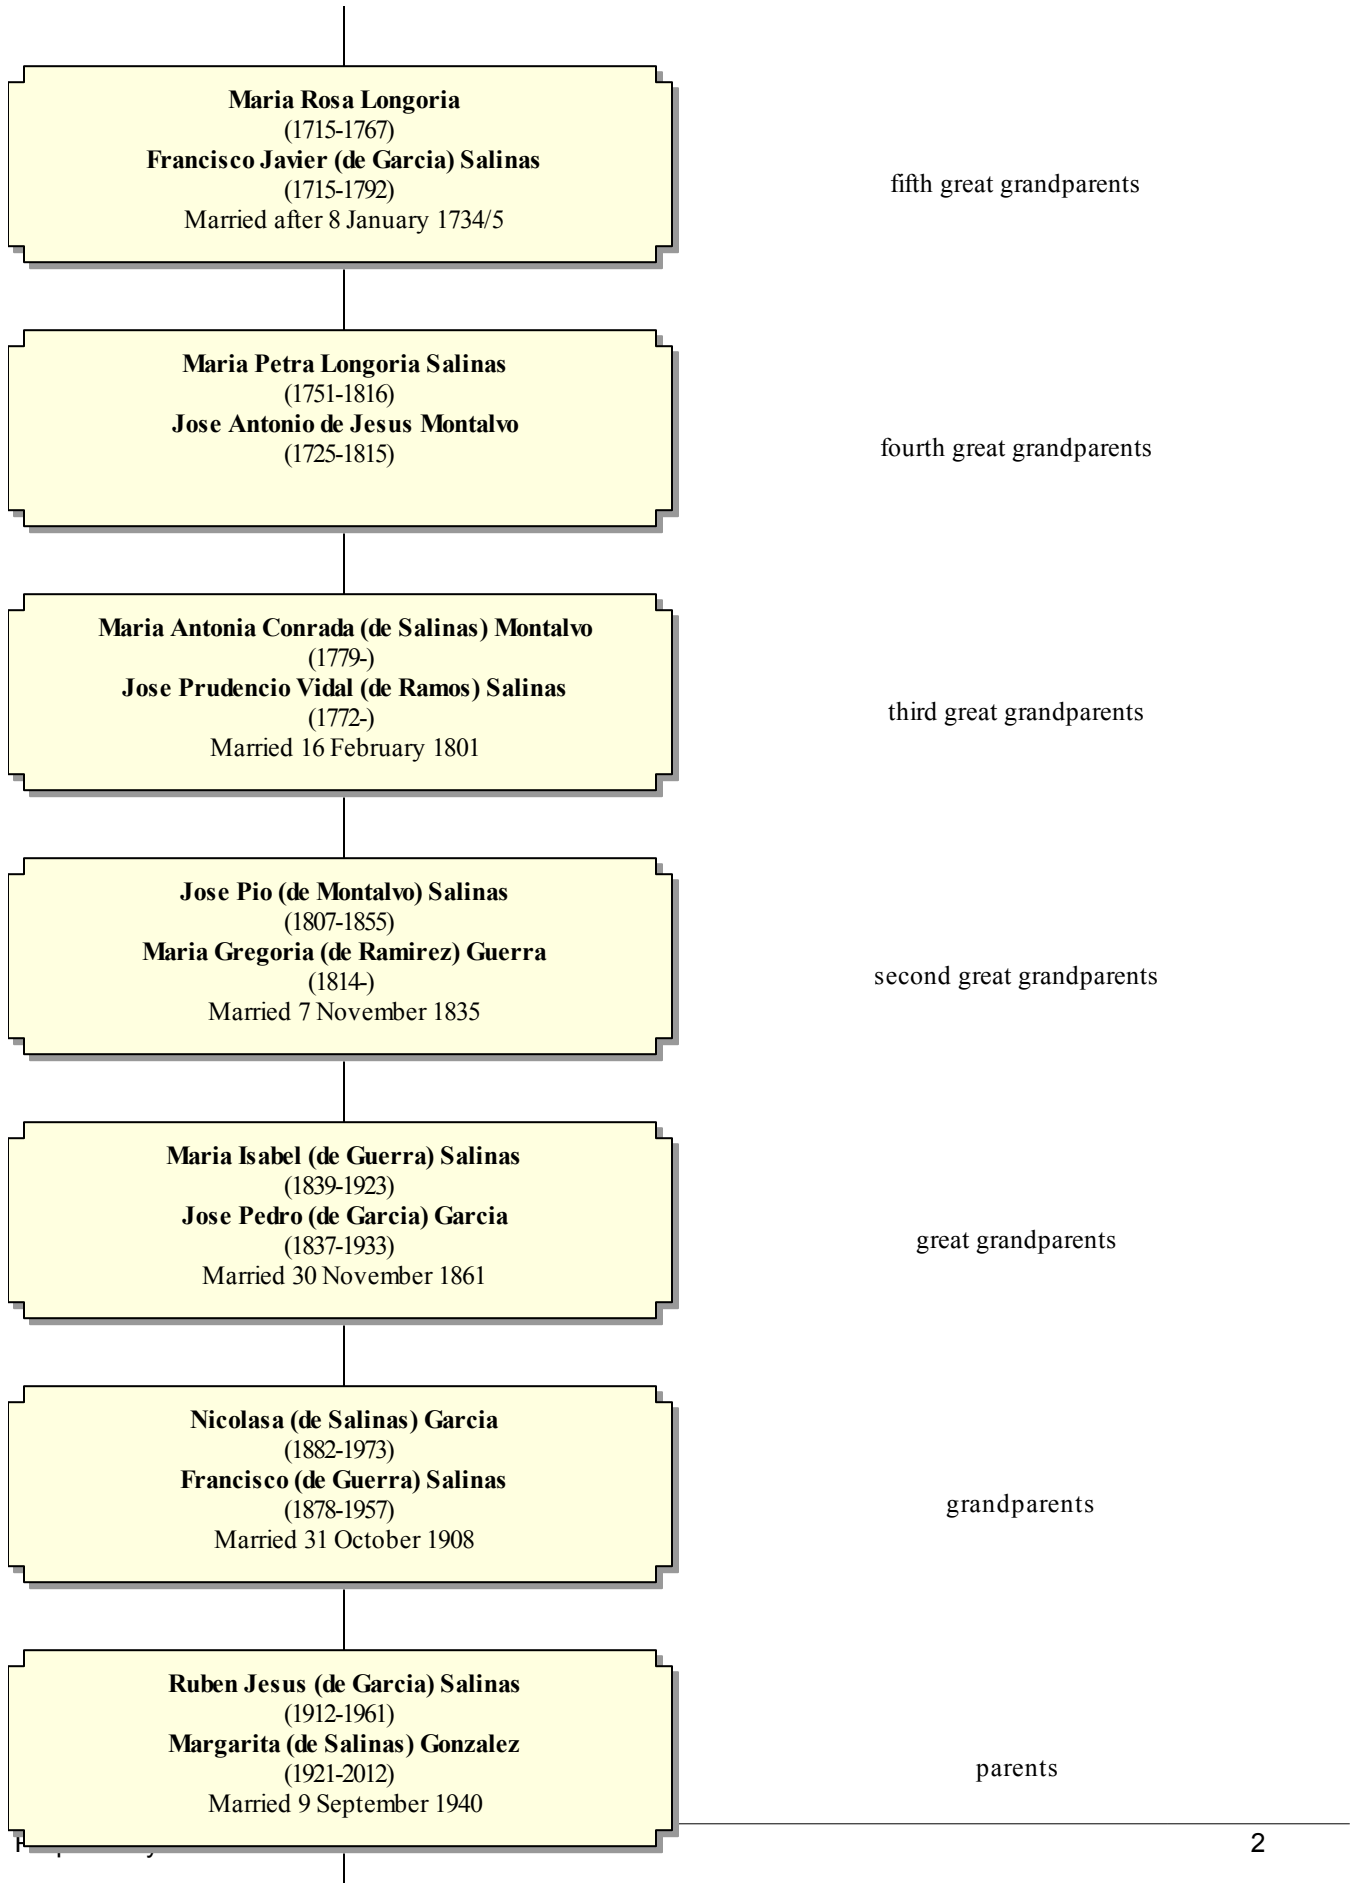 Maria Rosa Longoria
(1715-1767)
Francisco Javier (de Garcia) Salinas
(1715-1792)
Married after 8 January 1734/5
fifth great grandparents
Maria Petra Longoria Salinas
(1751-1816)
Jose Antonio de Jesus Montalvo
(1725-1815)
fourth great grandparents
Maria Antonia Conrada (de Salinas) Montalvo
(1779-)
Jose Prudencio Vidal (de Ramos) Salinas
(1772-)
Married 16 February 1801
third great grandparents
Jose Pio (de Montalvo) Salinas
(1807-1855)
Maria Gregoria (de Ramirez) Guerra
(1814-)
Married 7 November 1835
second great grandparents
Maria Isabel (de Guerra) Salinas
(1839-1923)
Jose Pedro (de Garcia) Garcia
(1837-1933)
Married 30 November 1861
great grandparents
Nicolasa (de Salinas) Garcia
(1882-1973)
Francisco (de Guerra) Salinas
(1878-1957)
Married 31 October 1908
grandparents
Ruben Jesus (de Garcia) Salinas
(1912-1961)
Margarita (de Salinas) Gonzalez
(1921-2012)
Married 9 September 1940
parents
2